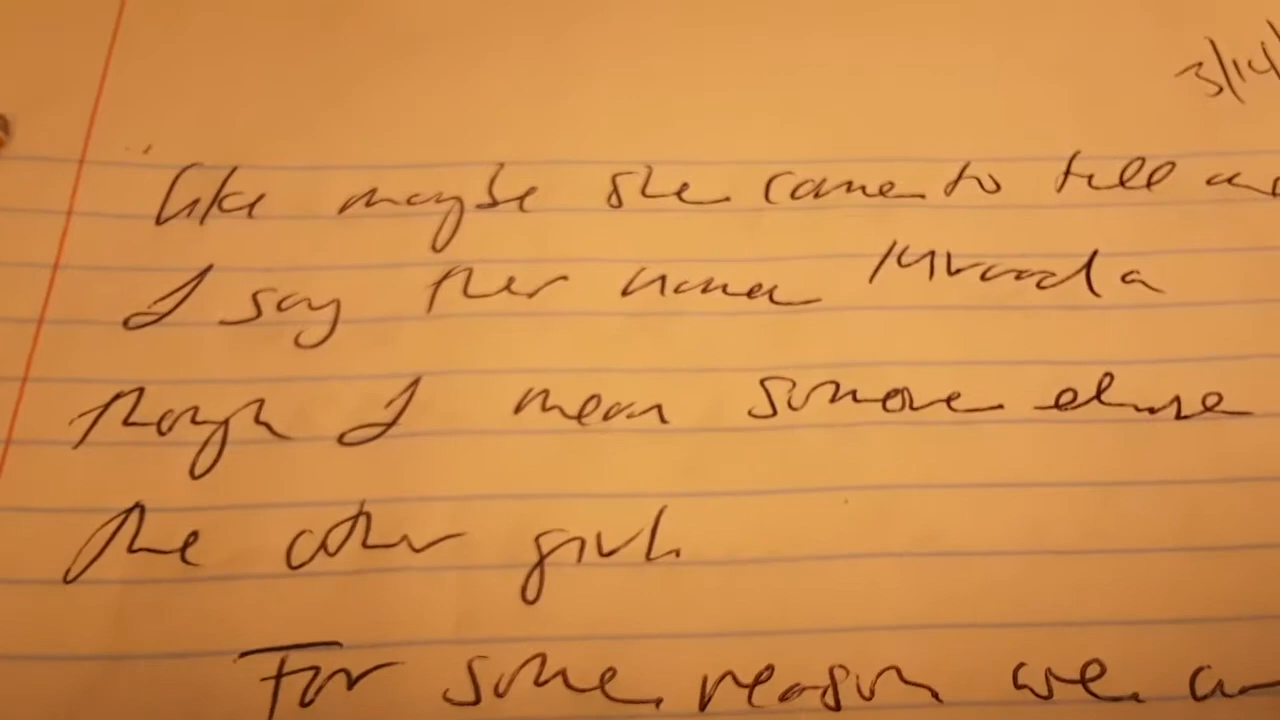 3/14/
like maybe she came to tell
I say her name
though I mean someone else
the other girl.
For some reason we